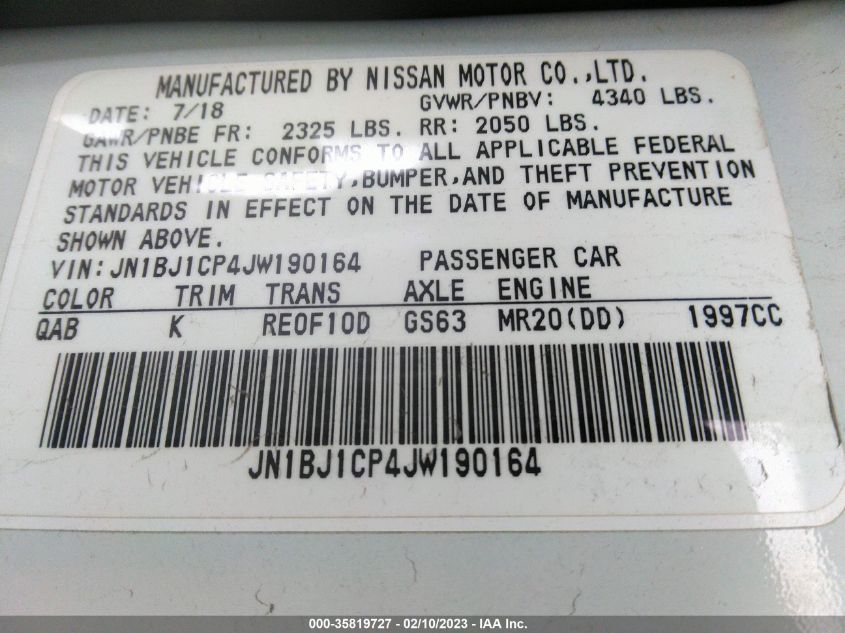 MANUFACTURED BY NISSAN MOTOR CO.,LTD.
DATE: 7/18 GVWR/PNBV: 4340 LBS.
GAWR/PNBE FR: 2325 LBS. RR: 2050 LBS.
THIS VEHICLE CONFORMS TO ALL APPLICABLE FEDERAL
MOTOR VEHICLE SAFETY,BUMPER,AND THEFT PREVENTION
STANDARDS IN EFFECT ON THE DATE OF MANUFACTURE
SHOWN ABOVE.
VIN:JN1BJ1CP4JW190164 PASSENGER CAR
COLOR TRIM TRANS AXLE ENGINE
QAB K RE0F10D GS63 MR20(DD) 1997CC
JN1BJ1CP4JW190164
000-35819727 - 02/10/2023 - IAA Inc.